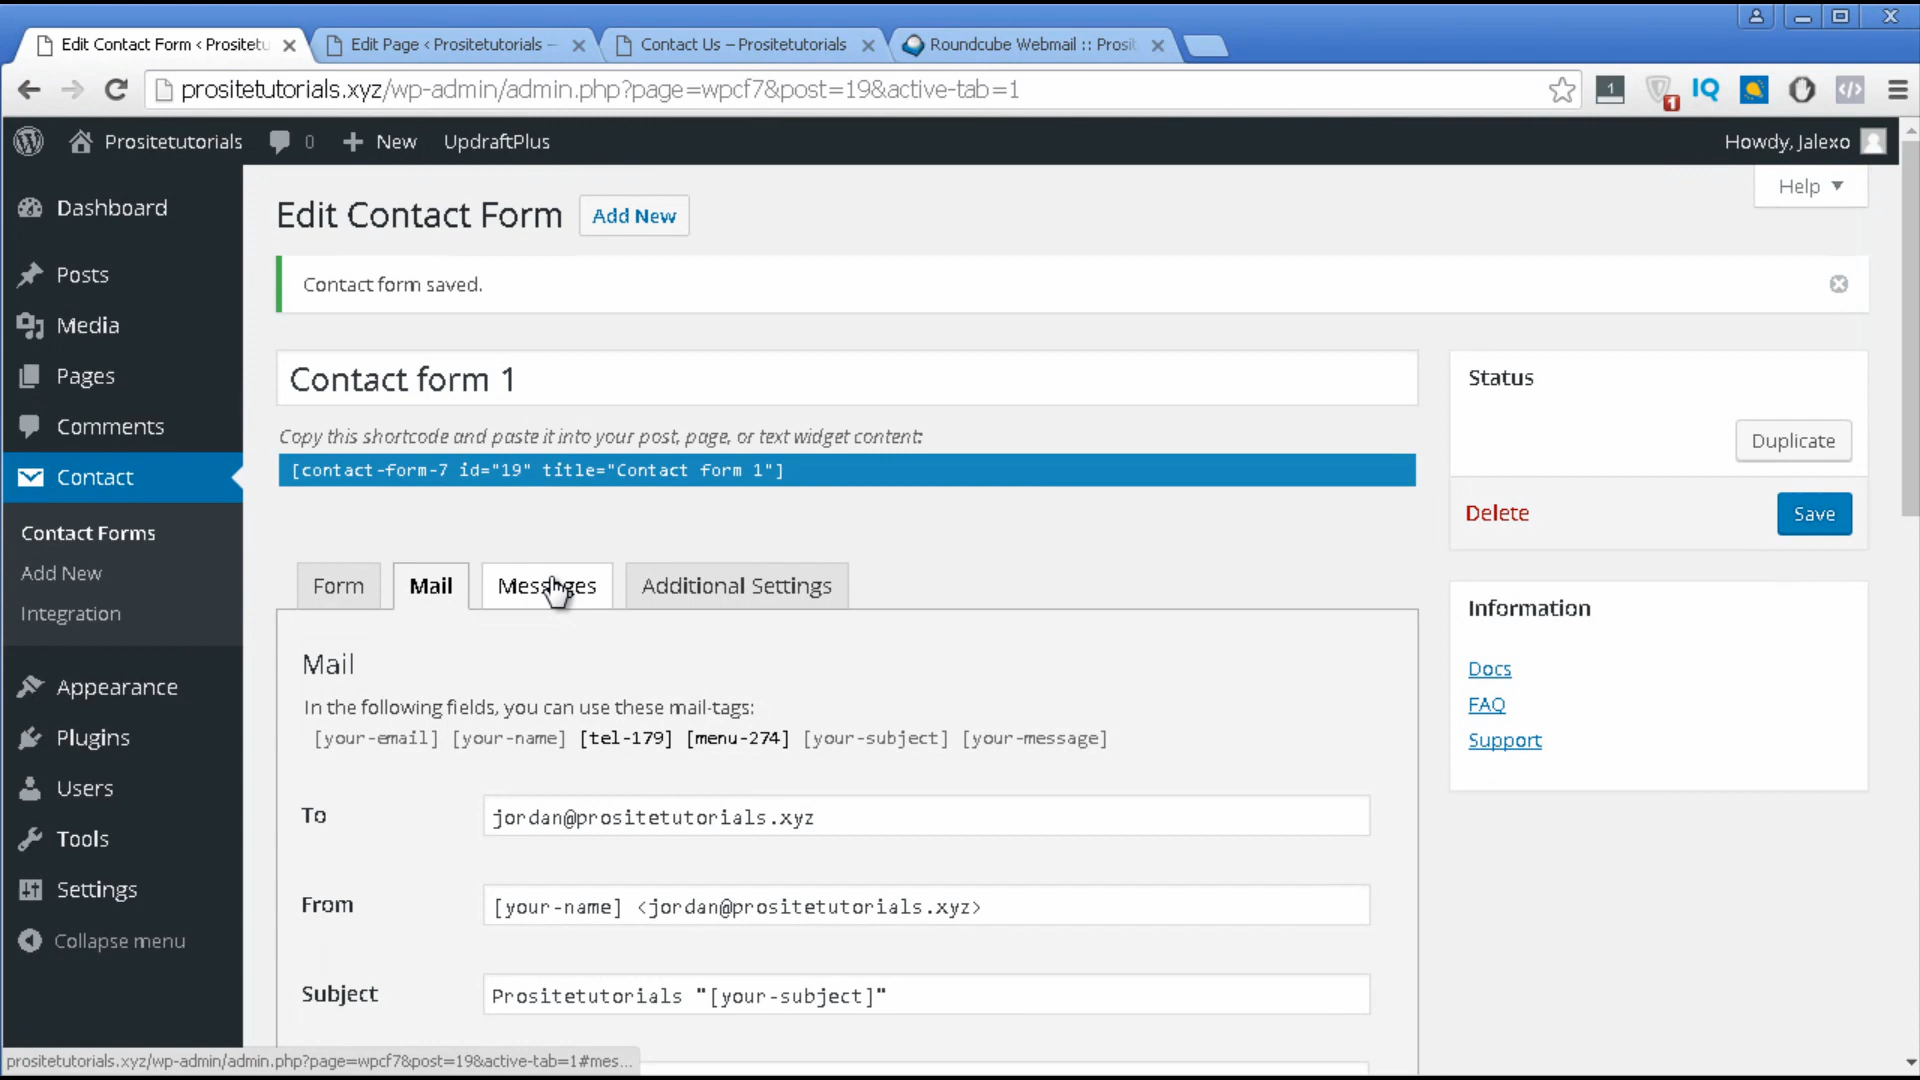 Edit Contact Form < Prositetu
Edit Page < Prositetutorials –
Contact Us – Prositetutorials
Roundcube Webmail :: Prosit
prositetutorials.xyz/wp-admin/admin.php?page=wpcf7&post=19&active-tab=1
1
1
IQ
</>
Prositetutorials
0
New
UpdraftPlus
Howdy, Jalexo
Help
Dashboard
Posts
Media
Pages
Comments
Contact
Contact Forms
Add New
Integration
Appearance
Plugins
Users
Tools
Settings
Collapse menu
Edit Contact Form
Add New
Contact form saved.
Contact form 1
Copy this shortcode and paste it into your post, page, or text widget content:
[contact-form-7 id="19" title="Contact form 1"]
Status
Duplicate
Delete
Save
Form
Mail
Messages
Additional Settings
Information
Docs
FAQ
Support
Mail
In the following fields, you can use these mail-tags:
[your-email] [your-name] [tel-179] [menu-274] [your-subject] [your-message]
To
jordan@prositetutorials.xyz
From
[your-name] <jordan@prositetutorials.xyz>
Subject
Prositetutorials "[your-subject]"
prositetutorials.xyz/wp-admin/admin.php?page=wpcf7&post=19&active-tab=1#mes...